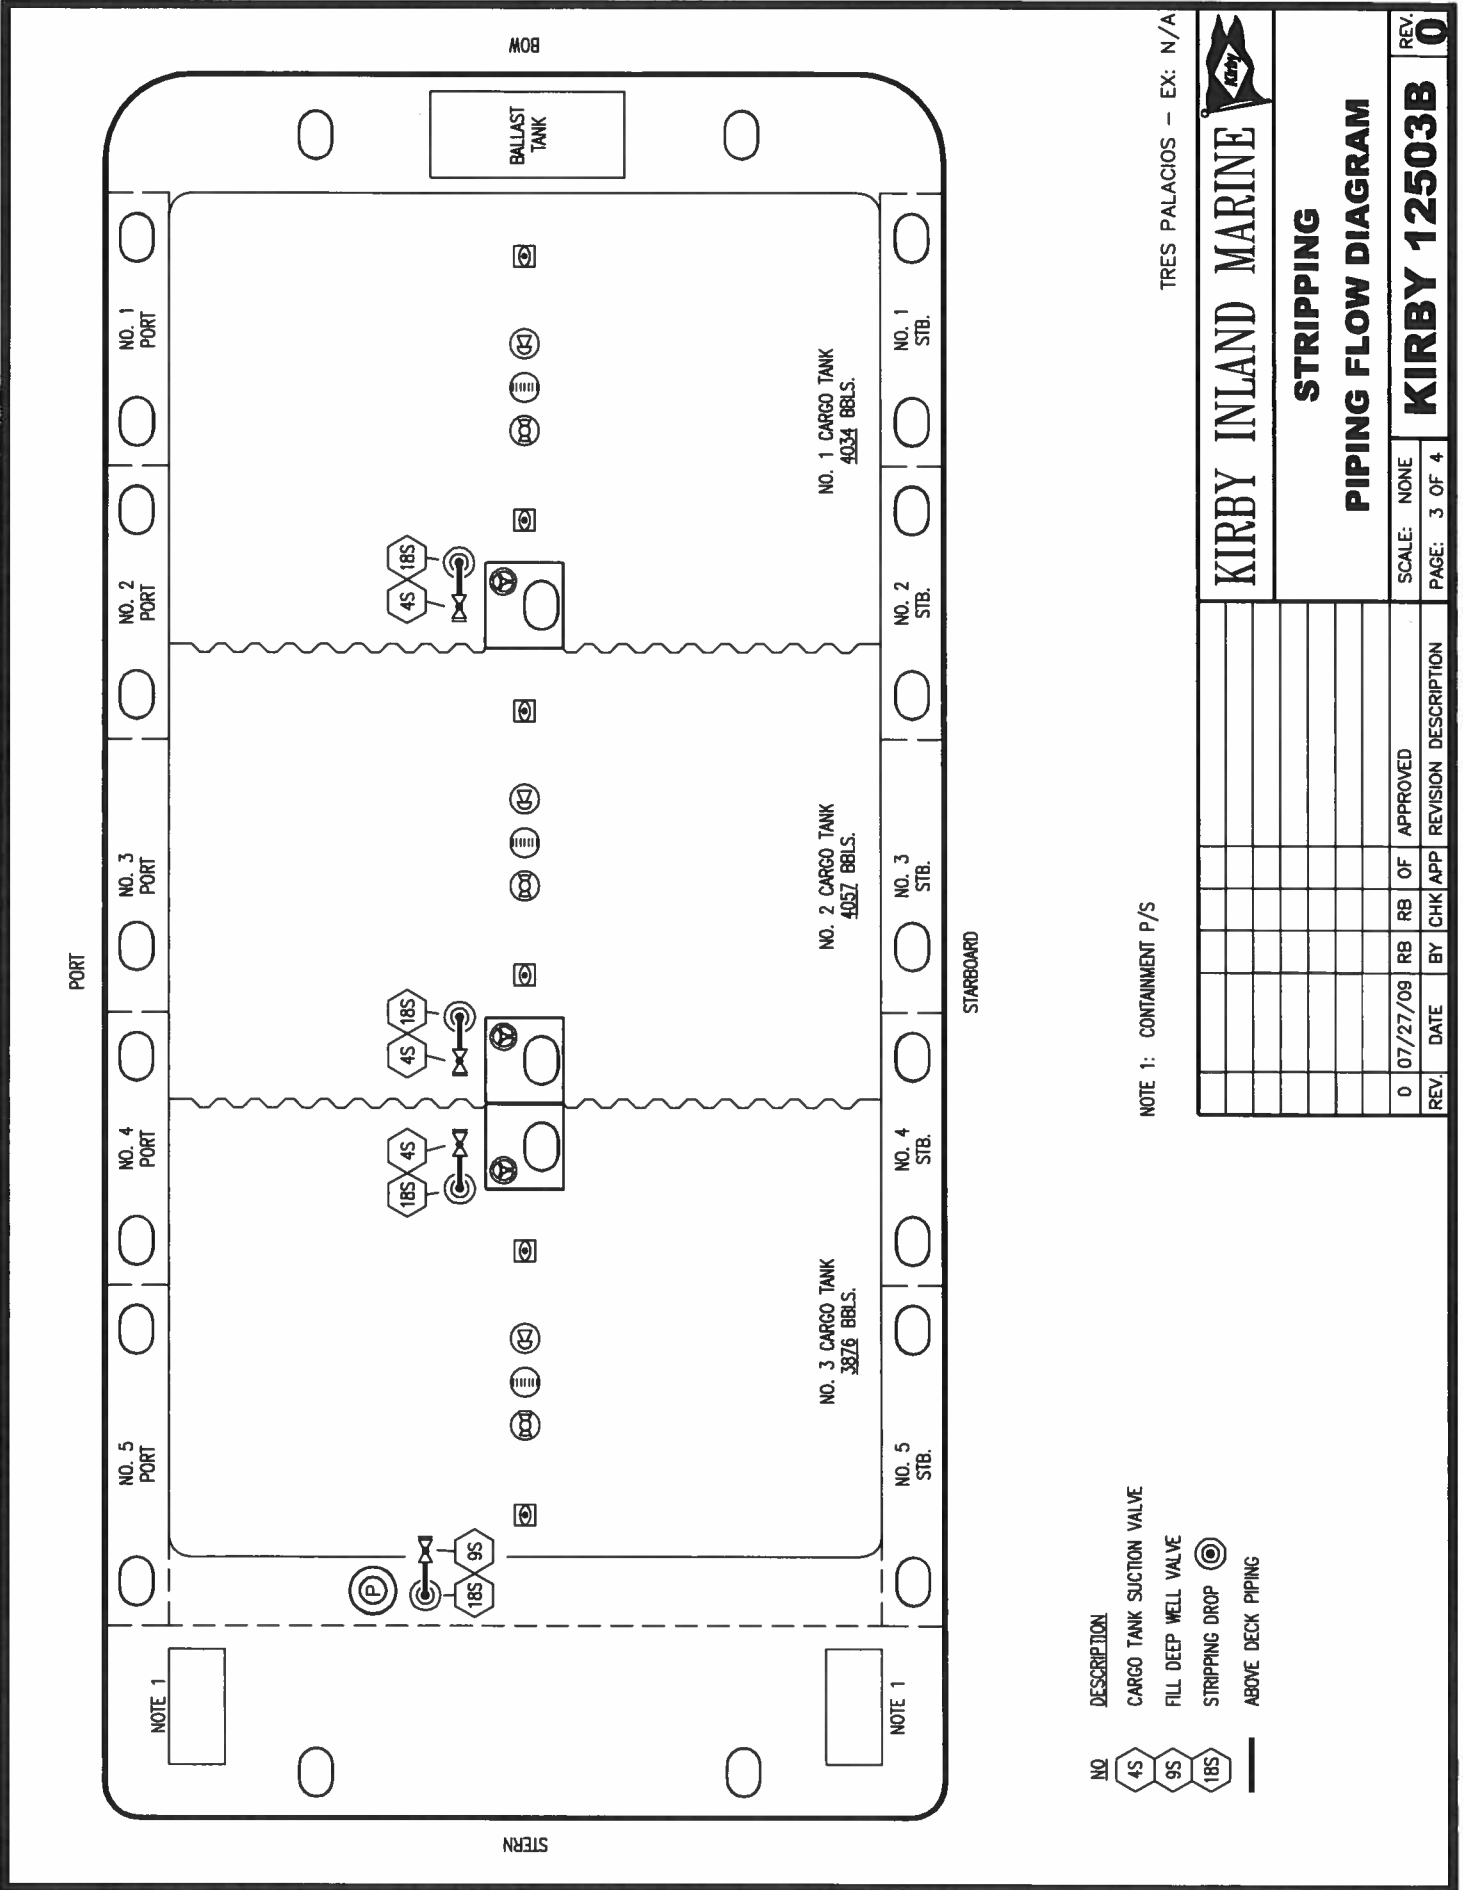 PORT
NO. 5
PORT
NO. 4
PORT
NO. 3
PORT
NO. 2
PORT
NO. 1
PORT
STERN
BOW
NOTE 1
P
18S
9S
18S
4S
4S
18S
4S
18S
BALLAST
TANK
NO. 3 CARGO TANK
3876 BBLS.
NO. 2 CARGO TANK
4057 BBLS.
NO. 1 CARGO TANK
4034 BBLS.
NOTE 1
NO. 5
STB.
NO. 4
STB.
NO. 3
STB.
NO. 2
STB.
NO. 1
STB.
STARBOARD
NO DESCRIPTION
4S CARGO TANK SUCTION VALVE
9S FILL DEEP WELL VALVE
18S STRIPPING DROP
ABOVE DECK PIPING
NOTE 1: CONTAINMENT P/S
TRES PALACIOS - EX: N/A
KIRBY INLAND MARINE
Kirby
STRIPPING
PIPING FLOW DIAGRAM
0 07/27/09 RB RB OF APPROVED
REV. DATE BY CHK APP REVISION DESCRIPTION
SCALE: NONE
PAGE: 3 OF 4
KIRBY 12503B
REV.
0